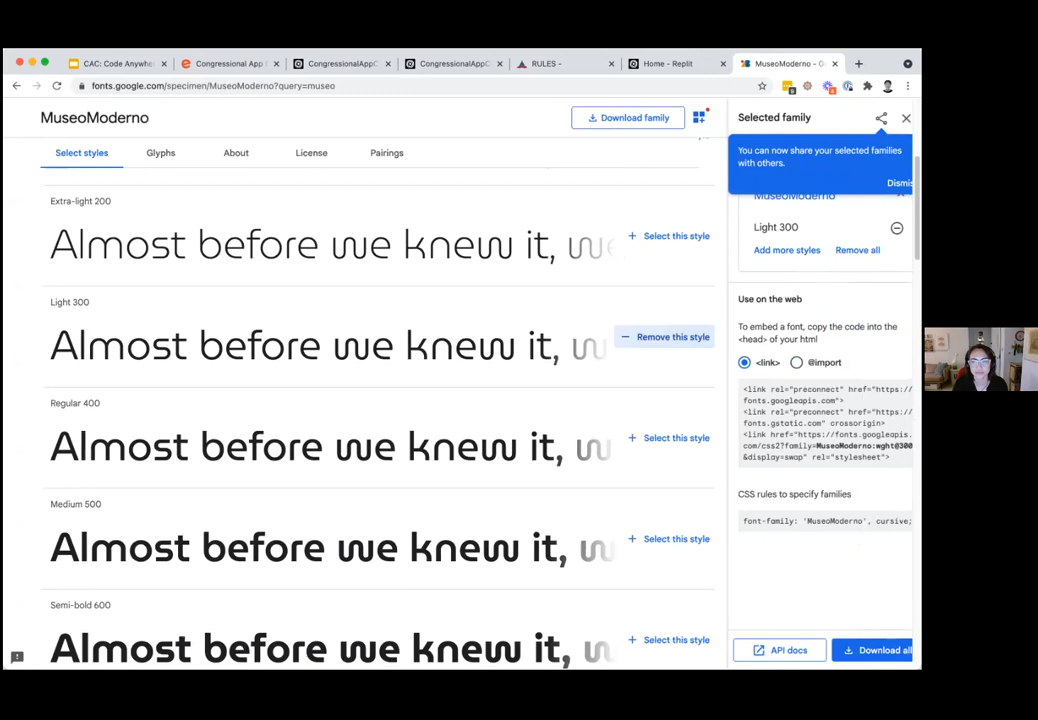 CAC: Code Anywhe
Congressional App
CongressionalAppC
CongressionalAppC
RULES -
Home - Replit
MuseoModerno - G
fonts.google.com/specimen/MuseoModerno?query=museo
MuseoModerno
Download family
Selected family
You can now share your selected families
with others.
Dismis
Select styles
Glyphs
About
License
Pairings
MuseoModerno
Extra-light 200
Almost before we knew it, we
Select this style
Light 300
Add more styles
Remove all
Light 300
Almost before we knew it, w
Remove this style
Use on the web
To embed a font, copy the code into the
<head> of your html
<link>
@import
<link rel="preconnect" href="https://
fonts.googleapis.com">
<link rel="preconnect" href="https://
fonts.gstatic.com" crossorigin>
<link href="https://fonts.googleapis.
com/css2?family=MuseoModerno:wght@300
&display=swap" rel="stylesheet">
Regular 400
Almost before we knew it, w
Select this style
CSS rules to specify families
font-family: 'MuseoModerno', cursive;
Medium 500
Almost before we knew it, w
Select this style
Semi-bold 600
Almost before we knew it, w
Select this style
API docs
Download all